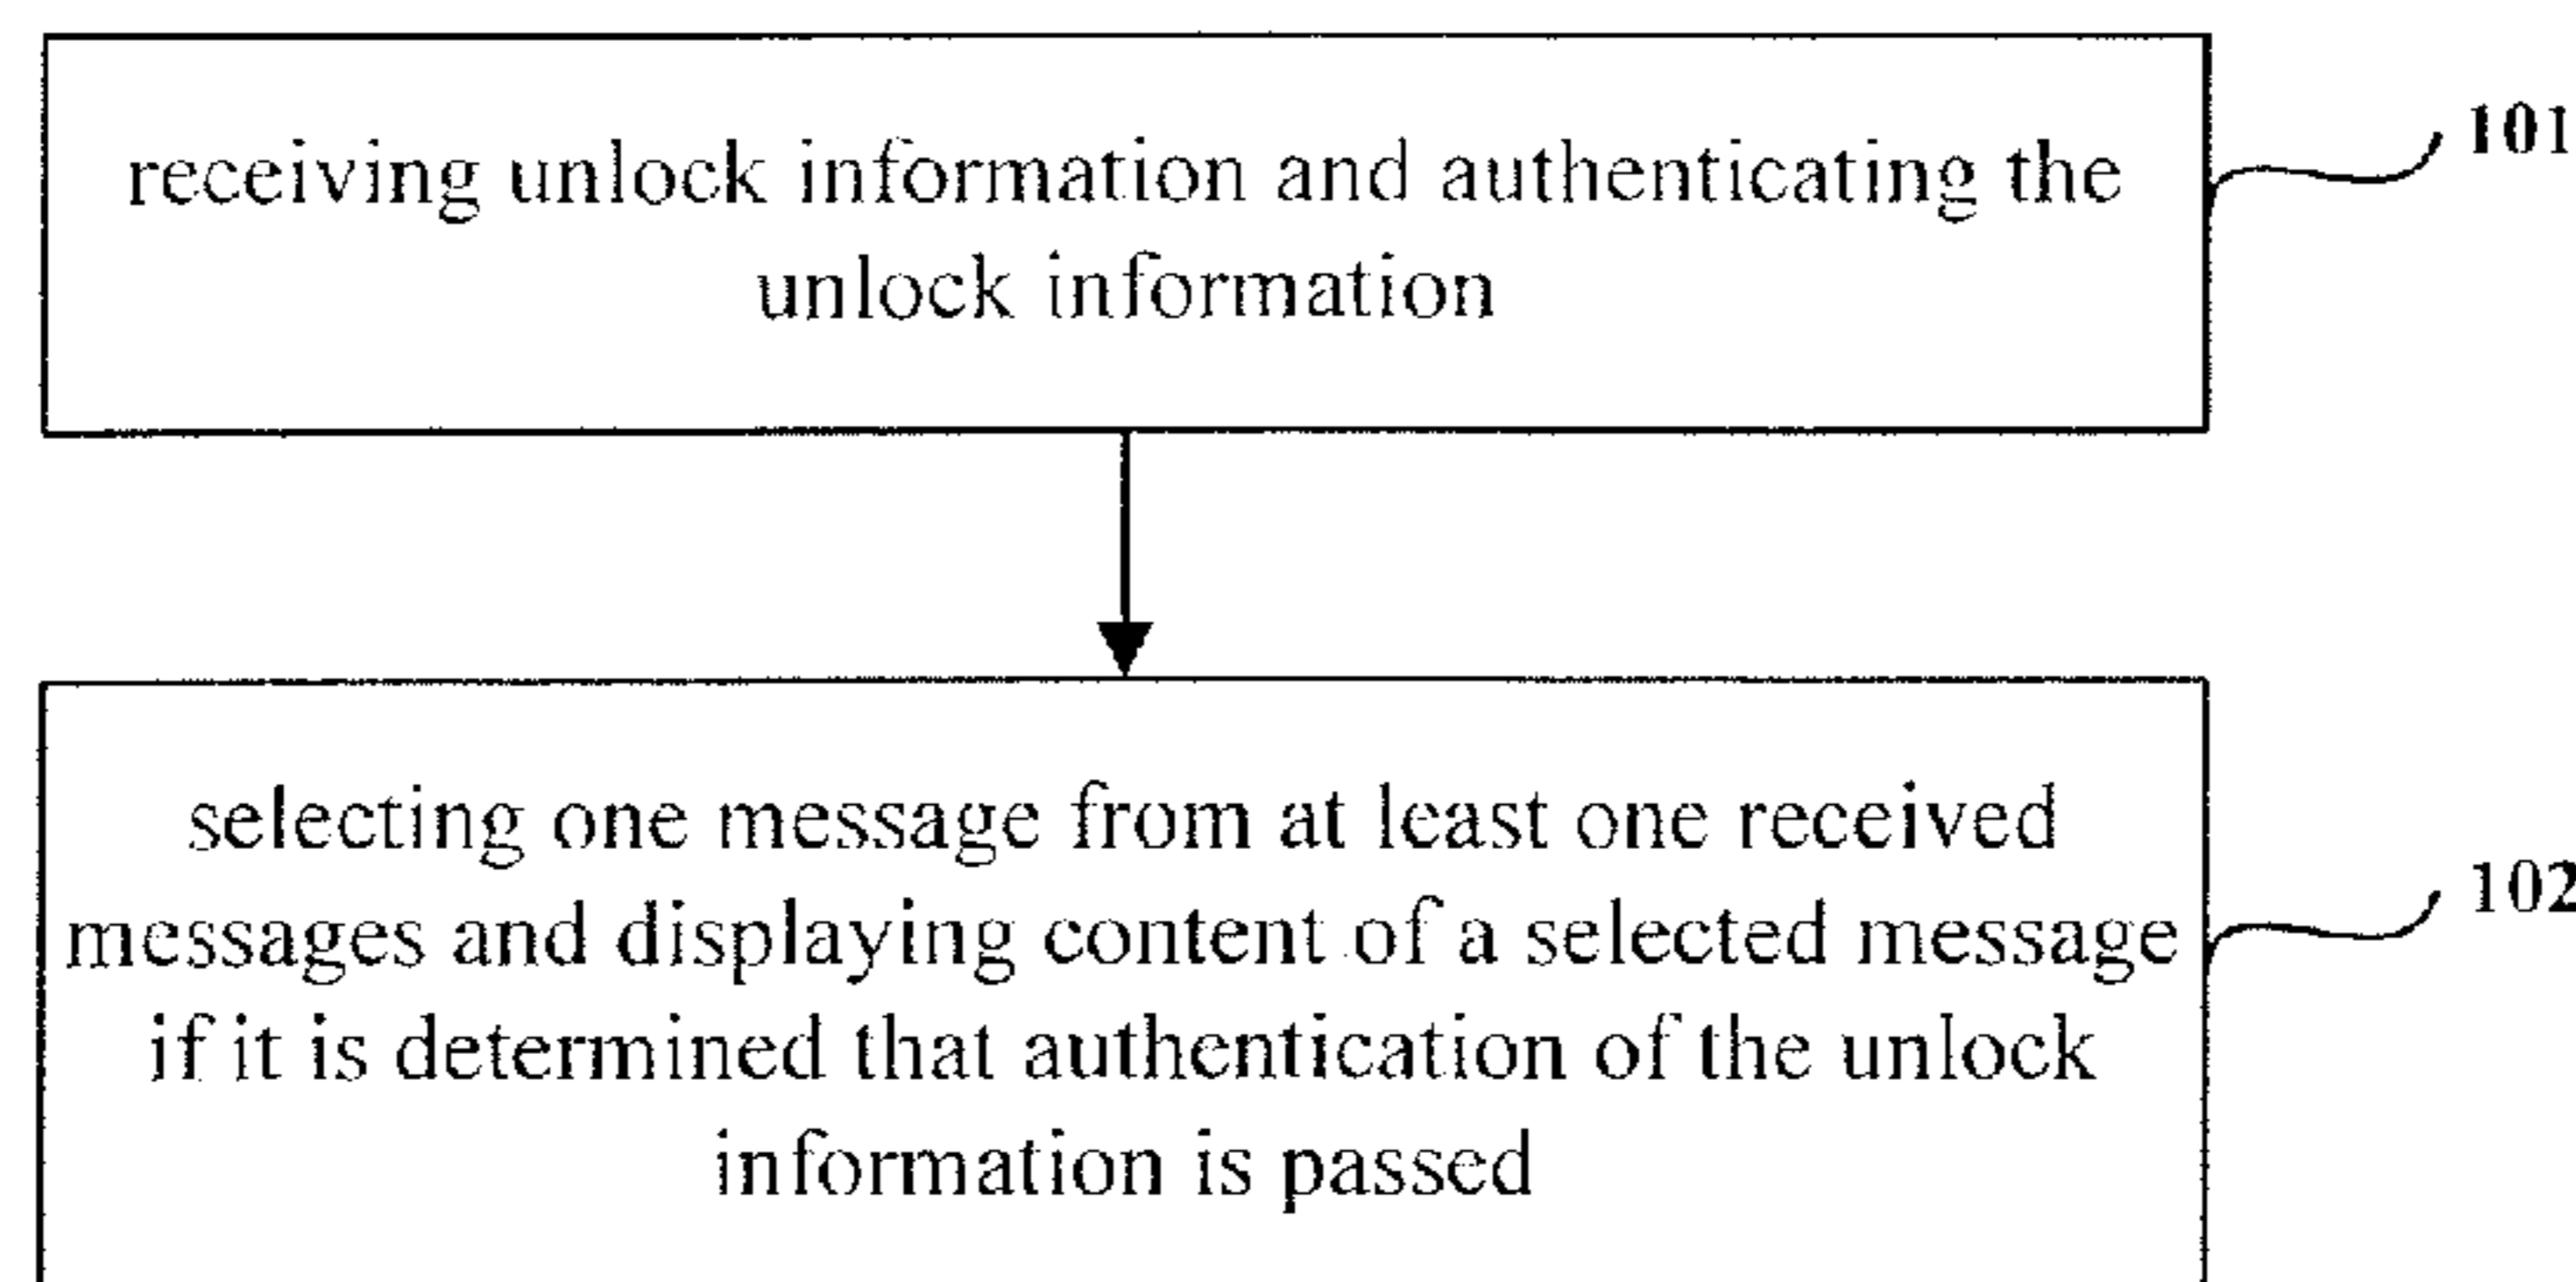 receiving unlock information and authenticating the
unlock information
101
selecting one message from at least one received
messages and displaying content of a selected message
if it is determined that authentication of the unlock
information is passed
102